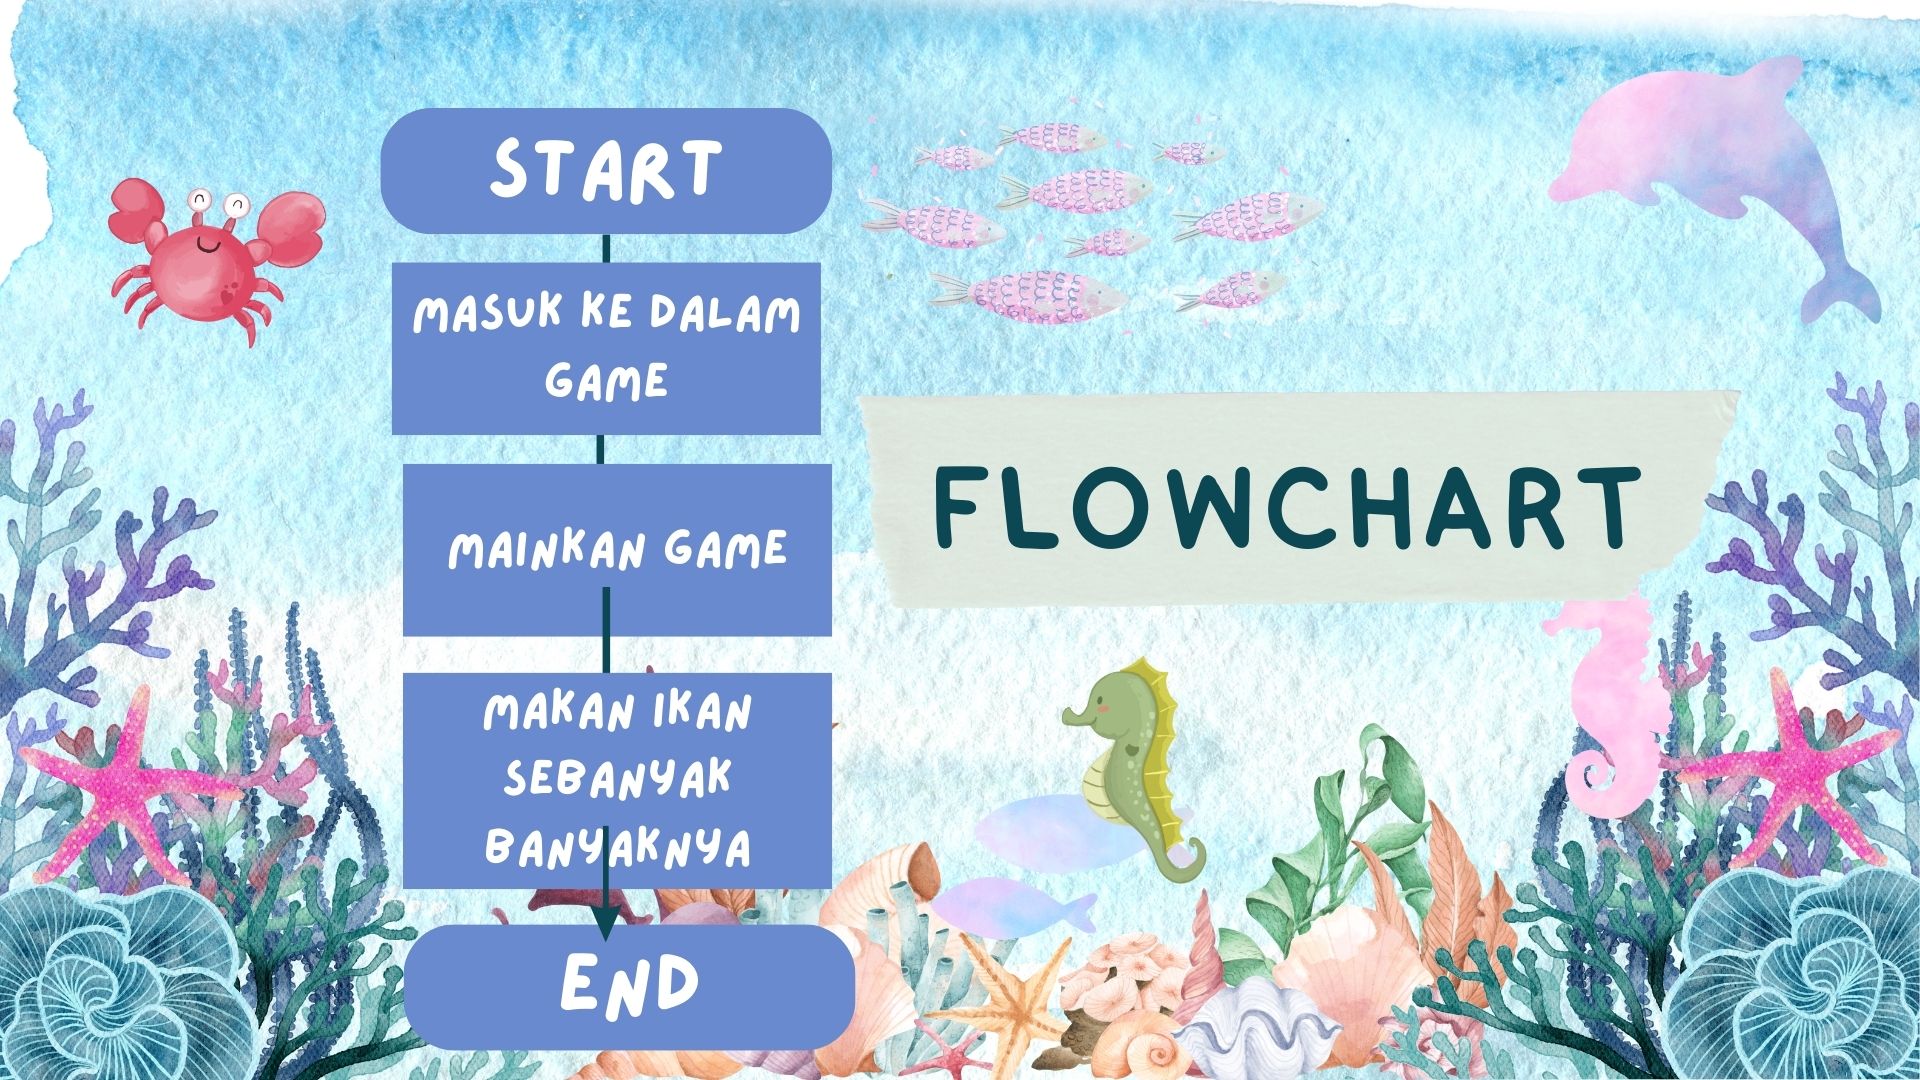 START
MASUK KE DALAM
GAME
MAINKAN GAME
MAKAN IKAN
SEBANYAK
BANYAKNYA
END
FLOWCHART